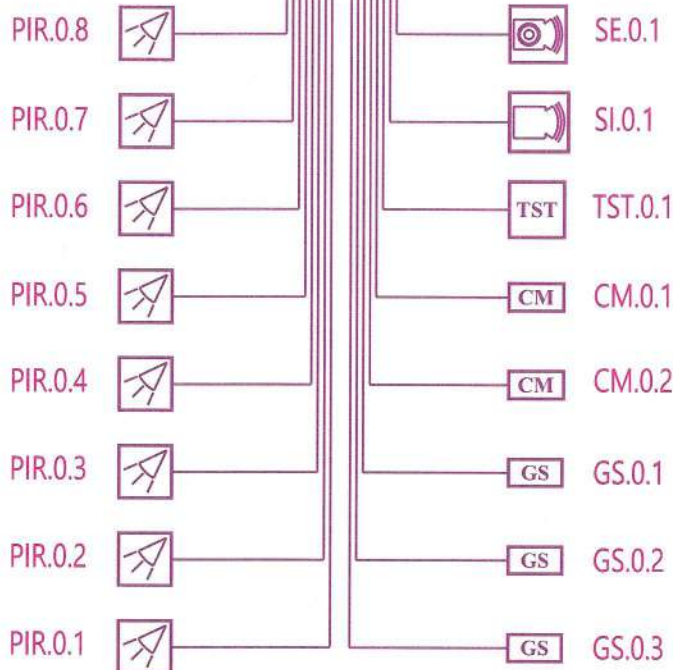 PIR.0.8 SE.0.1
PIR.0.7 SI.0.1
PIR.0.6 TST TST.0.1
PIR.0.5 CM CM.0.1
PIR.0.4 CM CM.0.2
PIR.0.3 GS GS.0.1
PIR.0.2 GS GS.0.2
PIR.0.1 GS GS.0.3